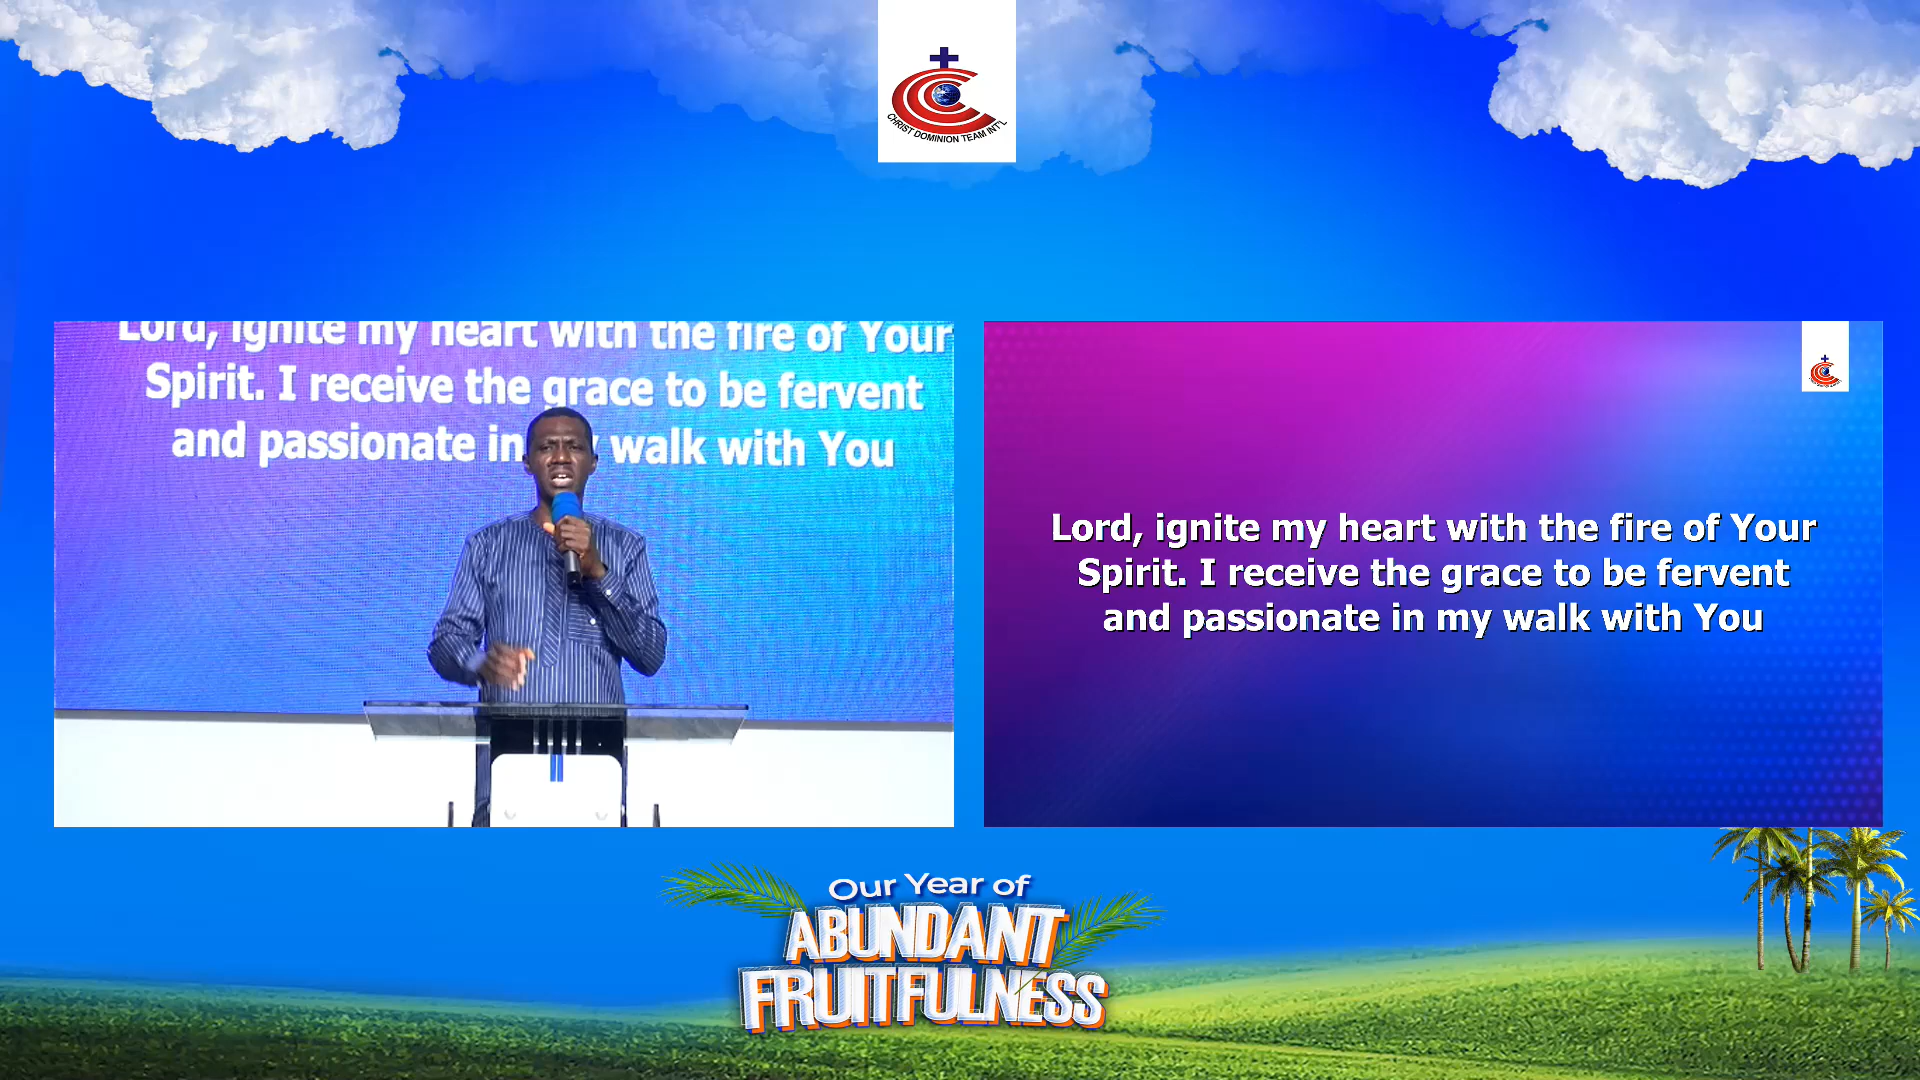 CHRIST DOMINION TEAM INT'L
Lord, ignite my heart with the fire of Your
Spirit. I receive the grace to be fervent
and passionate in walk with You
Lord, ignite my heart with the fire of Your
Spirit. I receive the grace to be fervent
and passionate in my walk with You
Our Year of
ABUNDANT
FRUITFULNESS